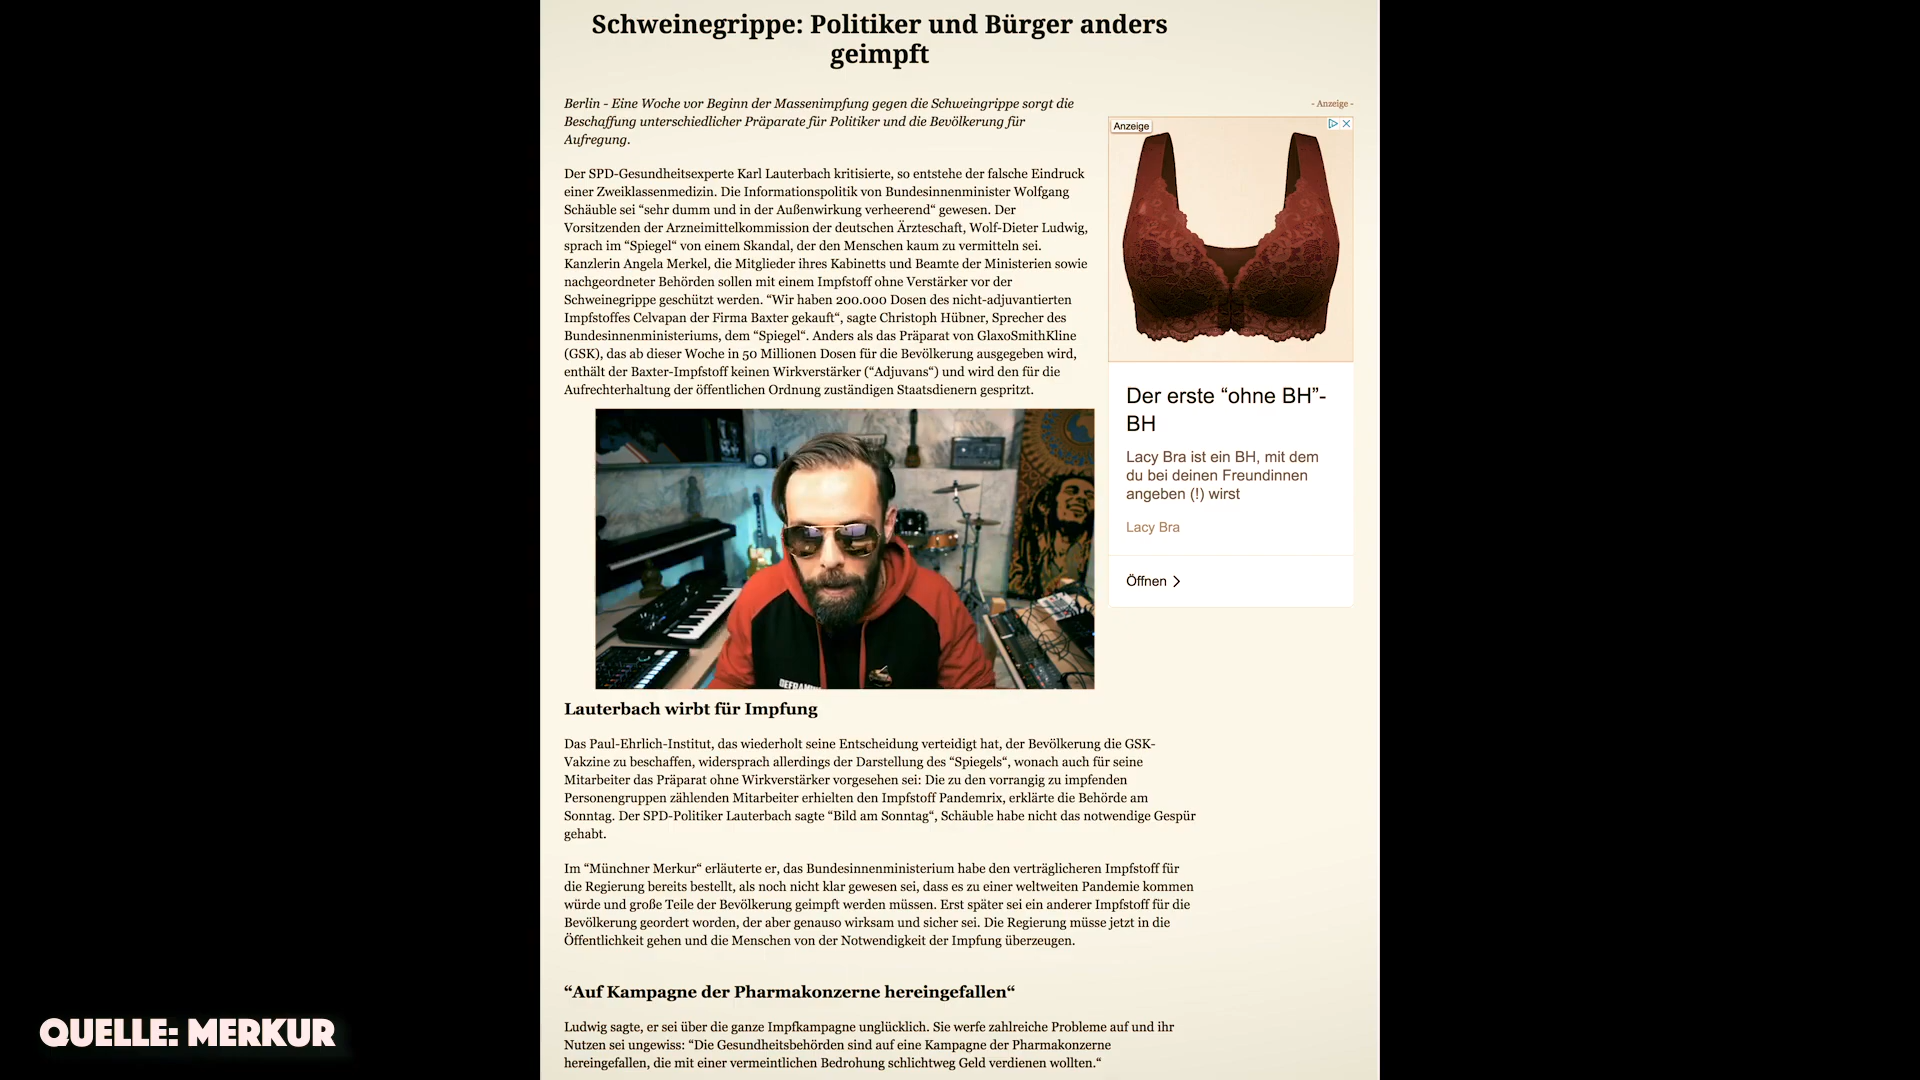 Schweinegrippe: Politiker und Bürger anders
geimpft
Berlin - Eine Woche vor Beginn der Massenimpfung gegen die Schweingrippe sorgt die
Beschaffung unterschiedlicher Präparate für Politiker und die Bevölkerung für
Aufregung.
Der SPD-Gesundheitsexperte Karl Lauterbach kritisierte, so entstehe der falsche Eindruck
einer Zweiklassenmedizin. Die Informationspolitik von Bundesinnenminister Wolfgang
Schäuble sei “sehr dumm und in der Außenwirkung verheerend“ gewesen. Der
Vorsitzenden der Arzneimittelkommission der deutschen Ärzteschaft, Wolf-Dieter Ludwig,
sprach im “Spiegel“ von einem Skandal, der den Menschen kaum zu vermitteln sei.
Kanzlerin Angela Merkel, die Mitglieder ihres Kabinetts und Beamte der Ministerien sowie
nachgeordneter Behörden sollen mit einem Impfstoff ohne Verstärker vor der
Schweinegrippe geschützt werden. “Wir haben 200.000 Dosen des nicht-adjuvantierten
Impfstoffes Celvapan der Firma Baxter gekauft“, sagte Christoph Hübner, Sprecher des
Bundesinnenministeriums, dem “Spiegel“. Anders als das Präparat von GlaxoSmithKline
(GSK), das ab dieser Woche in 50 Millionen Dosen für die Bevölkerung ausgegeben wird,
enthält der Baxter-Impfstoff keinen Wirkverstärker (“Adjuvans“) und wird den für die
Aufrechterhaltung der öffentlichen Ordnung zuständigen Staatsdienern gespritzt.
- Anzeige -
Anzeige
Der erste “ohne BH”-
BH
Lacy Bra ist ein BH, mit dem
du bei deinen Freundinnen
angeben (!) wirst
Lacy Bra
Öffnen
Lauterbach wirbt für Impfung
Das Paul-Ehrlich-Institut, das wiederholt seine Entscheidung verteidigt hat, der Bevölkerung die GSK-
Vakzine zu beschaffen, widersprach allerdings der Darstellung des “Spiegels“, wonach auch für seine
Mitarbeiter das Präparat ohne Wirkverstärker vorgesehen sei: Die zu den vorrangig zu impfenden
Personengruppen zählenden Mitarbeiter erhielten den Impfstoff Pandemrix, erklärte die Behörde am
Sonntag. Der SPD-Politiker Lauterbach sagte “Bild am Sonntag“, Schäuble habe nicht das notwendige Gespür
gehabt.
Im “Münchner Merkur“ erläuterte er, das Bundesinnenministerium habe den verträglicheren Impfstoff für
die Regierung bereits bestellt, als noch nicht klar gewesen sei, dass es zu einer weltweiten Pandemie kommen
würde und große Teile der Bevölkerung geimpft werden müssen. Erst später sei ein anderer Impfstoff für die
Bevölkerung geordert worden, der aber genauso wirksam und sicher sei. Die Regierung müsse jetzt in die
Öffentlichkeit gehen und die Menschen von der Notwendigkeit der Impfung überzeugen.
“Auf Kampagne der Pharmakonzerne hereingefallen“
Ludwig sagte, er sei über die ganze Impfkampagne unglücklich. Sie werfe zahlreiche Probleme auf und ihr
Nutzen sei ungewiss: “Die Gesundheitsbehörden sind auf eine Kampagne der Pharmakonzerne
hereingefallen, die mit einer vermeintlichen Bedrohung schlichtweg Geld verdienen wollten.“
QUELLE: MERKUR